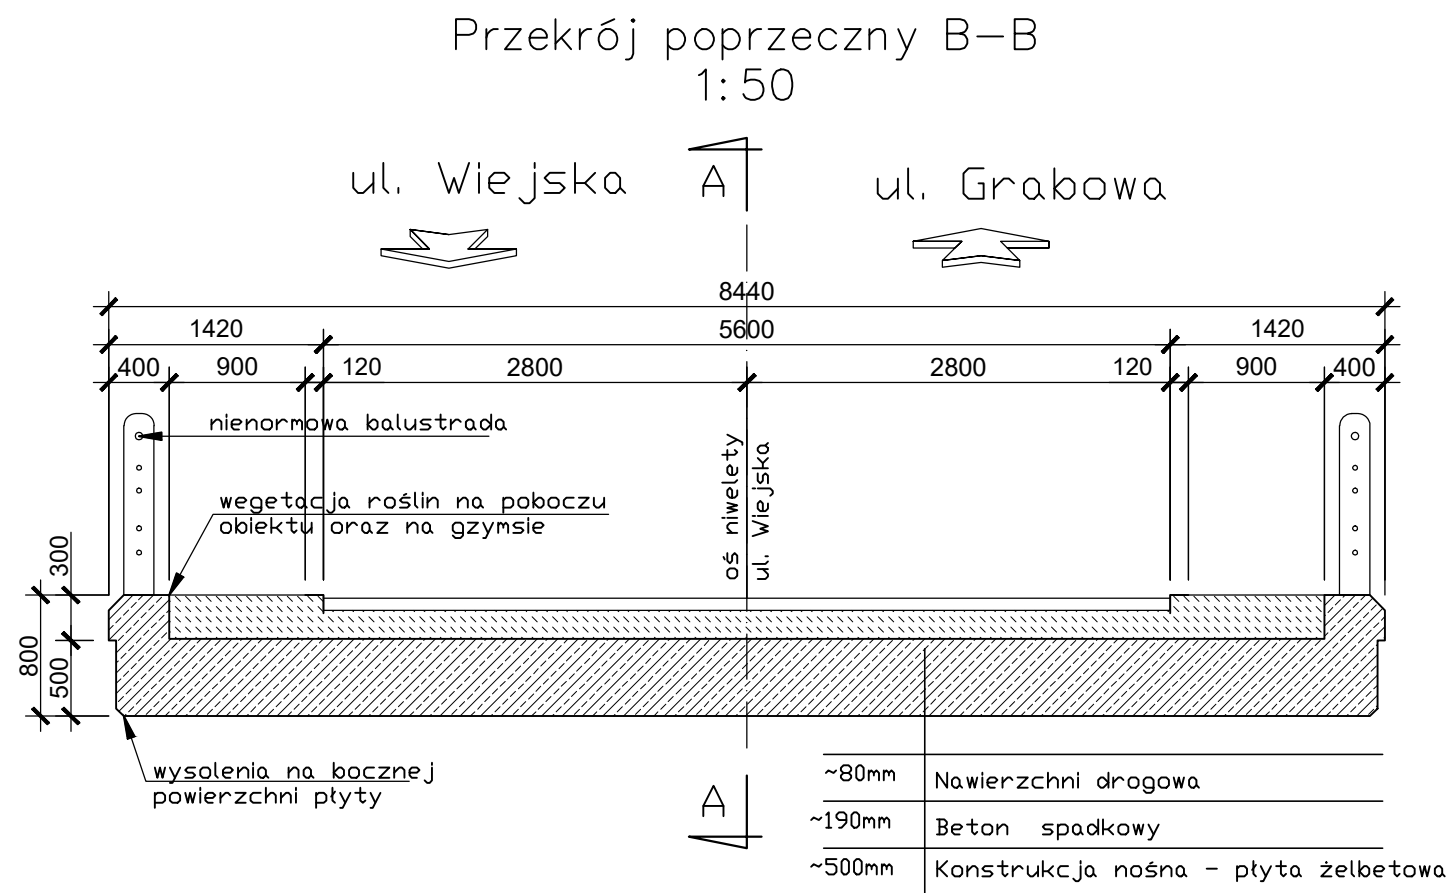 Przekrój poprzeczny B-B
1:50
ul. Wiejska
A
ul. Grabowa
8440
1420
5600
1420
400
900
120
2800
2800
120
900
400
nienormowa balustrada
wegetacja roślin na poboczu
obiektu oraz na gzymsie
oś niwelety
ul. Wiejska
300
800
500
wysolenia na bocznej
powierzchni płyty
A
~80mm Nawierzchni drogowa
~190mm Beton spadkowy
~500mm Konstrukcja nośna - płyta żelbetowa